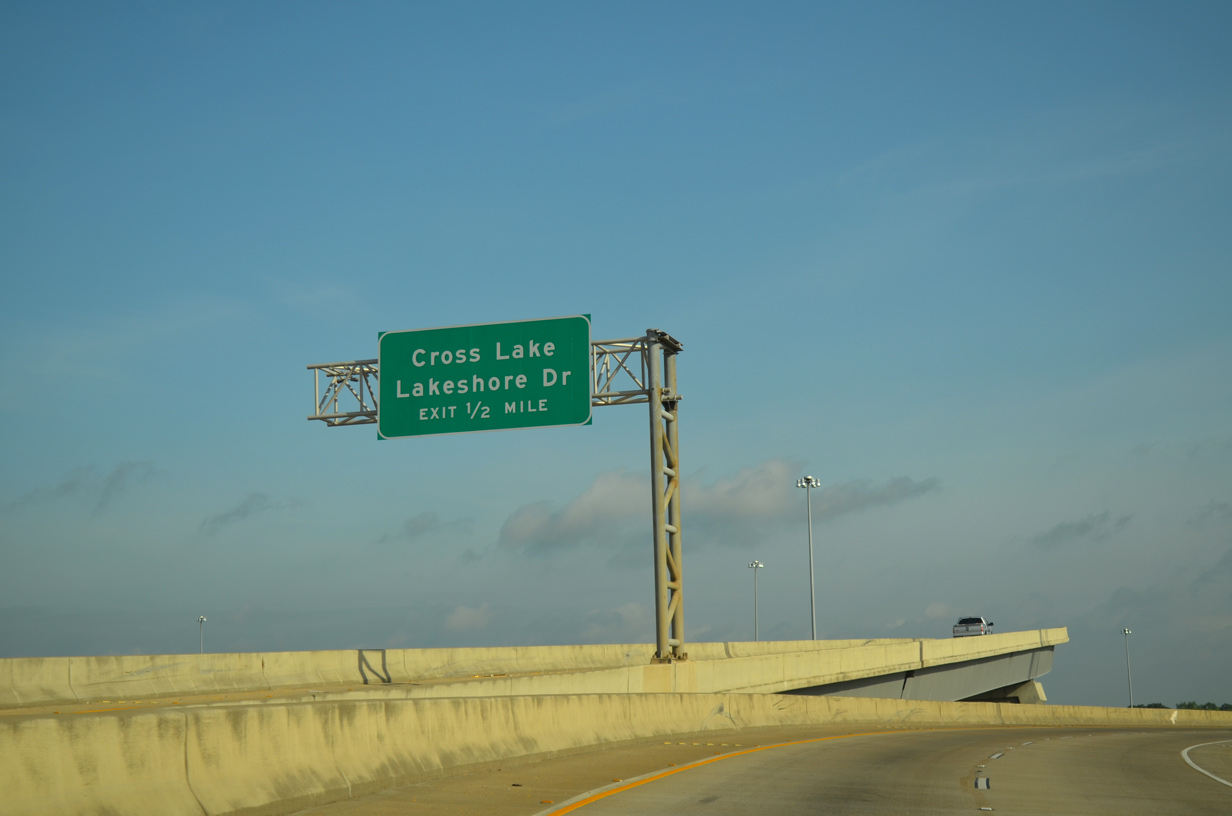 Cross Lake
Lakeshore Dr
EXIT 1/2 MILE